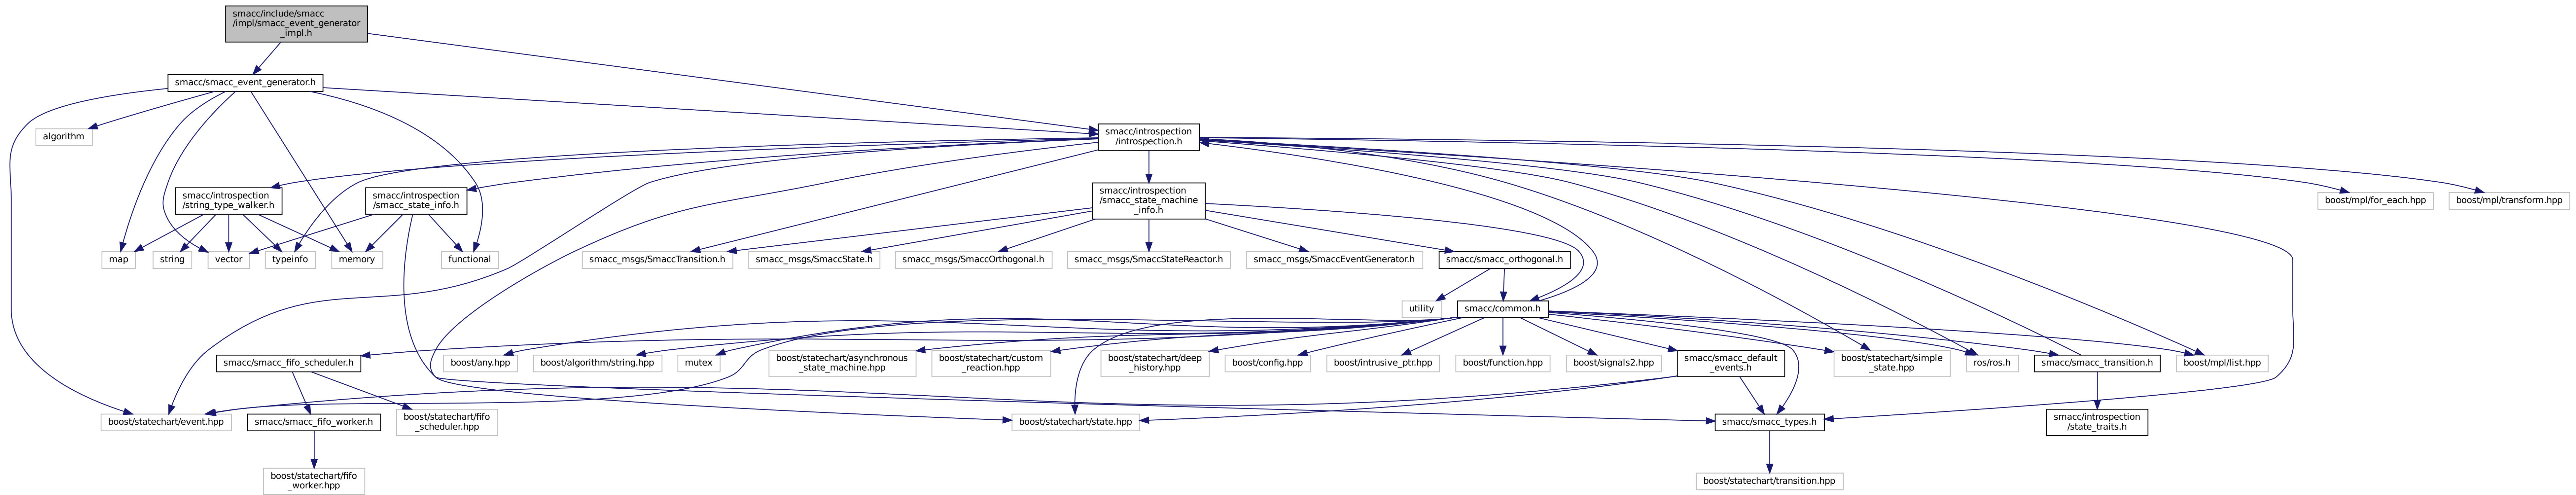 smacc/include/smacc
/impl/smacc_event_generator
_impl.h
smacc/smacc_event_generator.h
algorithm
smacc/introspection
/introspection.h
smacc/introspection
/string_type_walker.h
smacc/introspection
/smacc_state_info.h
smacc/introspection
/smacc_state_machine
_info.h
boost/mpl/for_each.hpp
boost/mpl/transform.hpp
map
string
vector
typeinfo
memory
functional
smacc_msgs/SmaccTransition.h
smacc_msgs/SmaccState.h
smacc_msgs/SmaccOrthogonal.h
smacc_msgs/SmaccStateReactor.h
smacc_msgs/SmaccEventGenerator.h
smacc/smacc_orthogonal.h
utility
smacc/common.h
smacc/smacc_fifo_scheduler.h
boost/any.hpp
boost/algorithm/string.hpp
mutex
boost/statechart/asynchronous
_state_machine.hpp
boost/statechart/custom
_reaction.hpp
boost/statechart/deep
_history.hpp
boost/config.hpp
boost/intrusive_ptr.hpp
boost/function.hpp
boost/signals2.hpp
smacc/smacc_default
_events.h
boost/statechart/simple
_state.hpp
ros/ros.h
smacc/smacc_transition.h
boost/mpl/list.hpp
boost/statechart/event.hpp
smacc/smacc_fifo_worker.h
boost/statechart/fifo
_scheduler.hpp
boost/statechart/state.hpp
smacc/smacc_types.h
smacc/introspection
/state_traits.h
boost/statechart/fifo
_worker.hpp
boost/statechart/transition.hpp